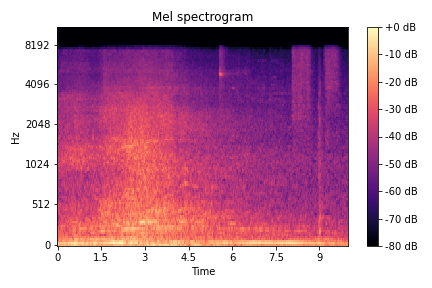 Mel spectrogram
8192
4096
2048
1024
512
0
Hz
0
1.5
3
4.5
6
7.5
9
Time
+0 dB
-10 dB
-20 dB
-30 dB
-40 dB
-50 dB
-60 dB
-70 dB
-80 dB